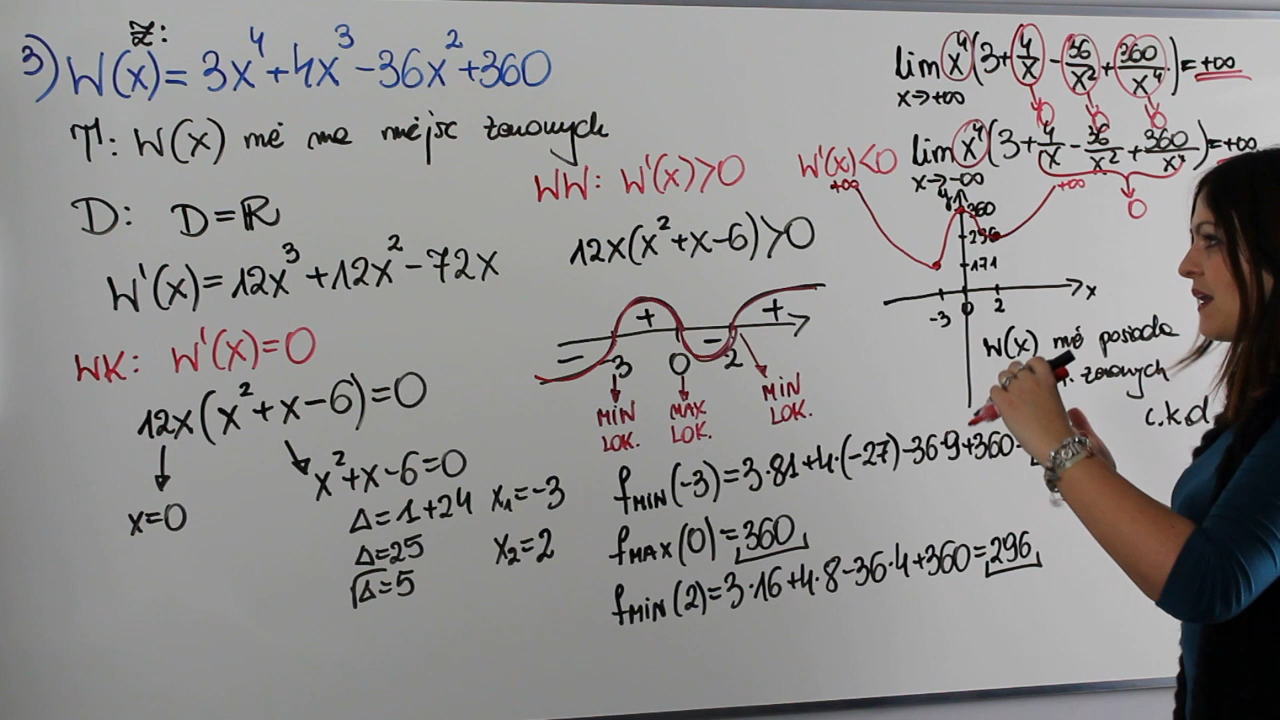 Z:
3) W(x) = 3x⁴+4x³-36x²+360
T: W(x) nie ma miejsc zerowych
D: D=ℝ
W'(x)=12x³+12x²-72x
WK: W'(x)=0
12x(x²+x-6)=0
x=0
x²+x-6=0
Δ=1+24
Δ=25
√Δ=5
x₁=-3
x₂=2
WW: W'(x)>0 W'(x)<0
12x(x²+x-6)>0
+ - +
-3 0 2
MIN LOK.
MAX LOK.
MIN LOK.
fMIN(-3)=3·81+4·(-27)-36·9+360
fMAX(0)=360
fMIN(2)=3·16+4·8-36·4+360=296
lim x⁴(3+4/x-36/x²+360/x⁴)=+∞
x→+∞
0 0 0
lim x⁴(3+4/x-36/x²+360/x⁴)=+∞
x→-∞
0
+∞ +∞
y
360
296
171
x
-3 0 2
W(x) nie posiada
zerowych
c.k.d